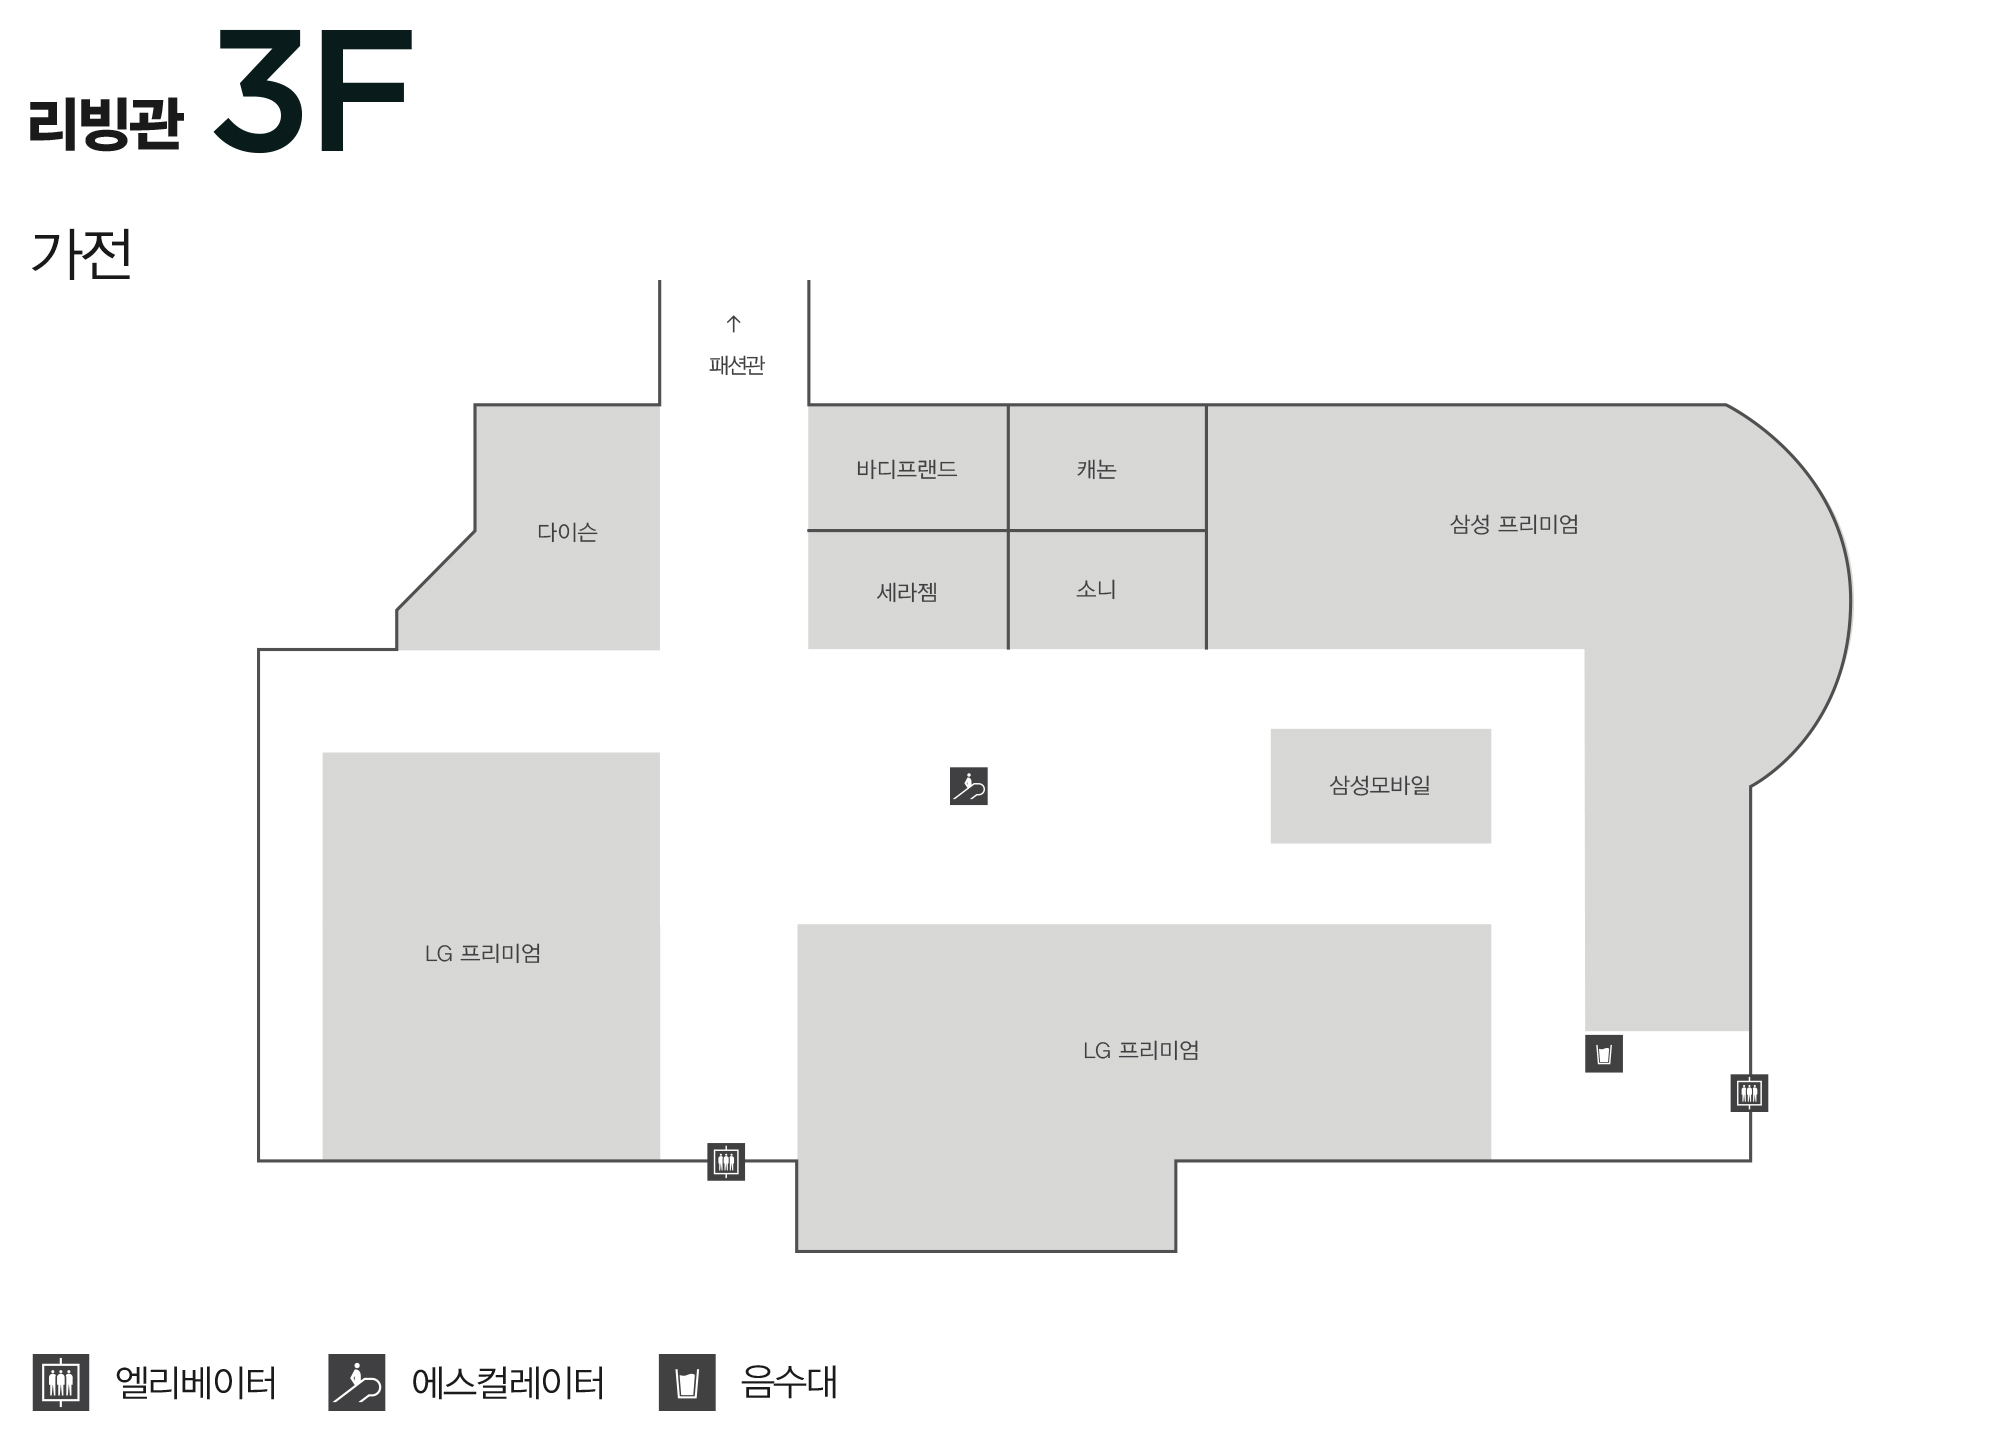 리빙관 3F
가전
↑
패션관
바디프랜드
캐논
삼성 프리미엄
다이슨
세라젬
소니
삼성모바일
LG 프리미엄
LG 프리미엄
엘리베이터
에스컬레이터
음수대